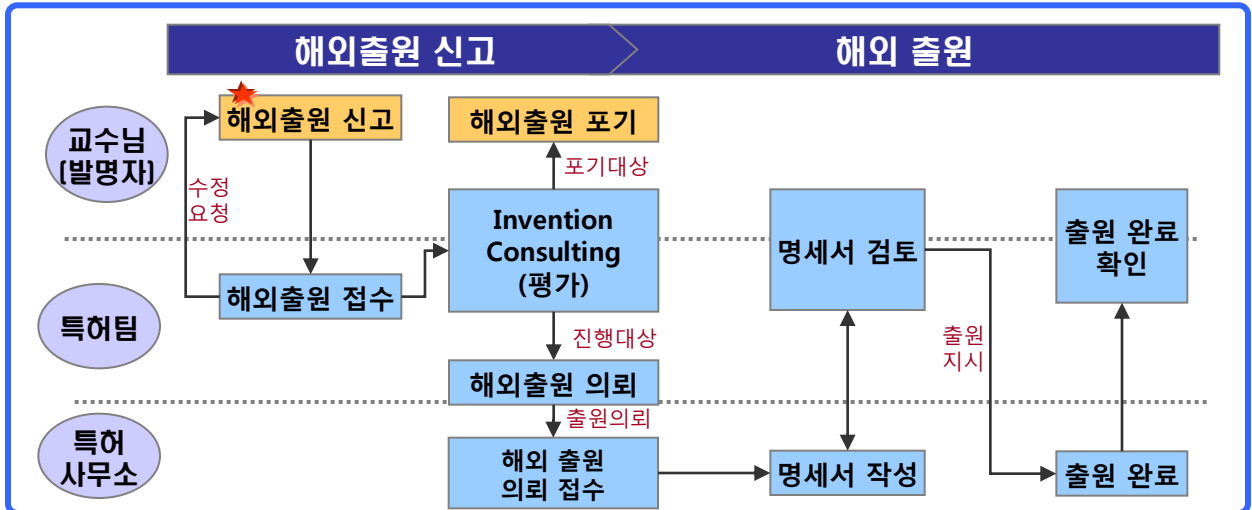 해외출원 신고
해외 출원
교수님
(발명자)
해외출원 신고
해외출원 포기
포기대상
수정
요청
Invention
Consulting
(평가)
명세서 검토
출원 완료
확인
해외출원 접수
특허팀
진행대상
출원
지시
해외출원 의뢰
출원의뢰
특허
사무소
해외 출원
의뢰 접수
명세서 작성
출원 완료